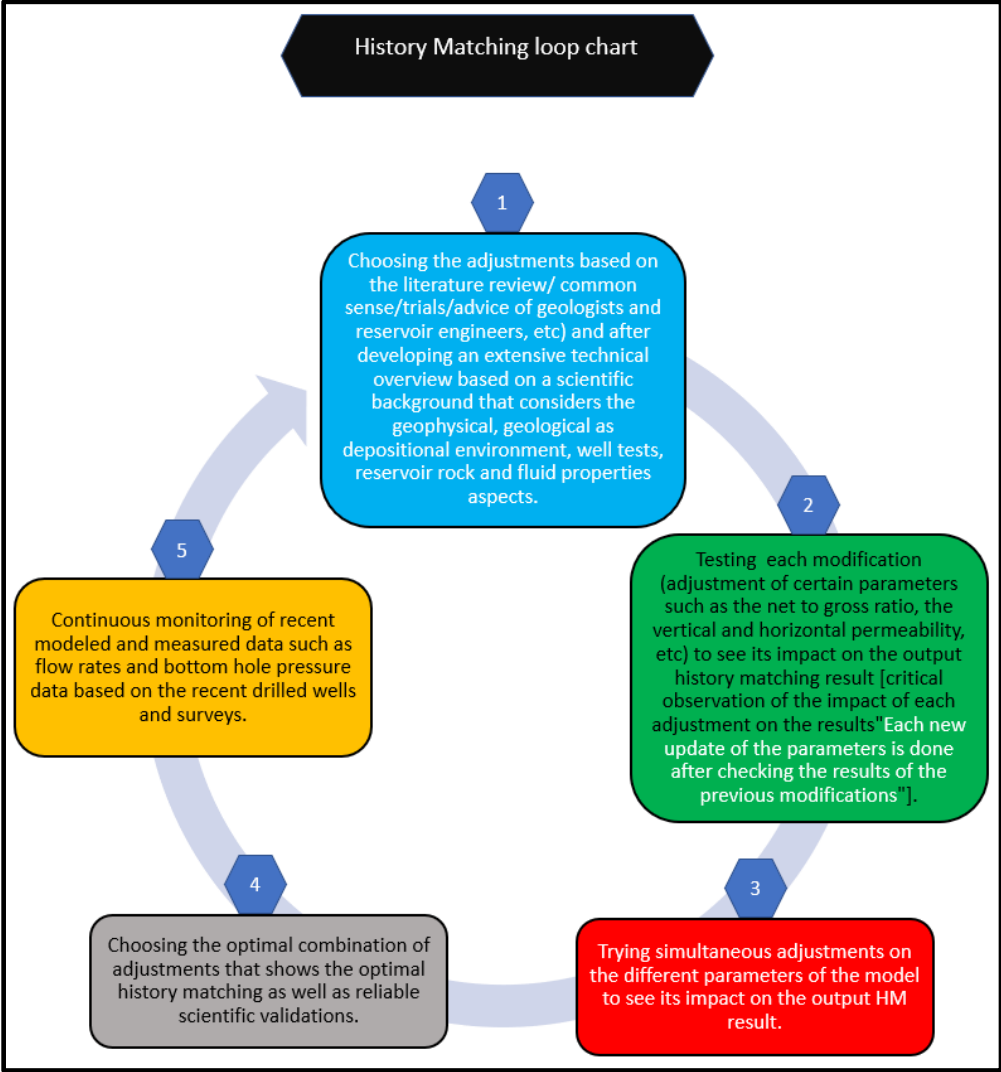 History Matching loop chart
1
Choosing the adjustments based on
the literature review/ common
sense/trials/advice of geologists and
reservoir engineers, etc) and after
developing an extensive technical
overview based on a scientific
background that considers the
geophysical, geological as
depositional environment, well tests,
reservoir rock and fluid properties
aspects.
2
Testing each modification
(adjustment of certain parameters
such as the net to gross ratio, the
vertical and horizontal permeability,
etc) to see its impact on the output
history matching result [critical
observation of the impact of each
adjustment on the results"Each new
update of the parameters is done
after checking the results of the
previous modifications"].
3
Trying simultaneous adjustments on
the different parameters of the model
to see its impact on the output HM
result.
4
Choosing the optimal combination of
adjustments that shows the optimal
history matching as well as reliable
scientific validations.
5
Continuous monitoring of recent
modeled and measured data such as
flow rates and bottom hole pressure
data based on the recent drilled wells
and surveys.